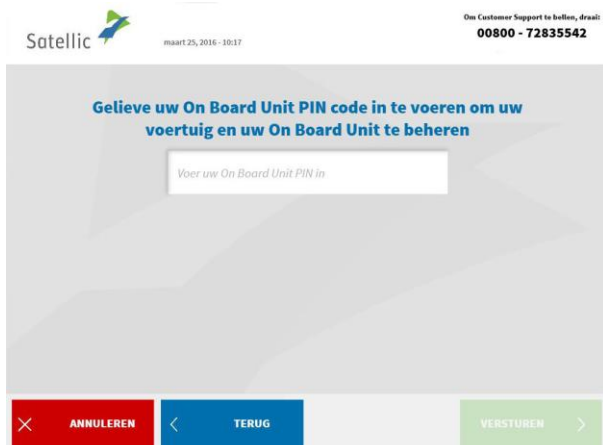 Satellic
maart 25, 2016 - 10:17
Om Customer Support te bellen, draai:
00800 - 72835542
Gelieve uw On Board Unit PIN code in te voeren om uw
voertuig en uw On Board Unit te beheren
Voer uw On Board Unit PIN in
ANNULEREN
TERUG
VERSTUREN